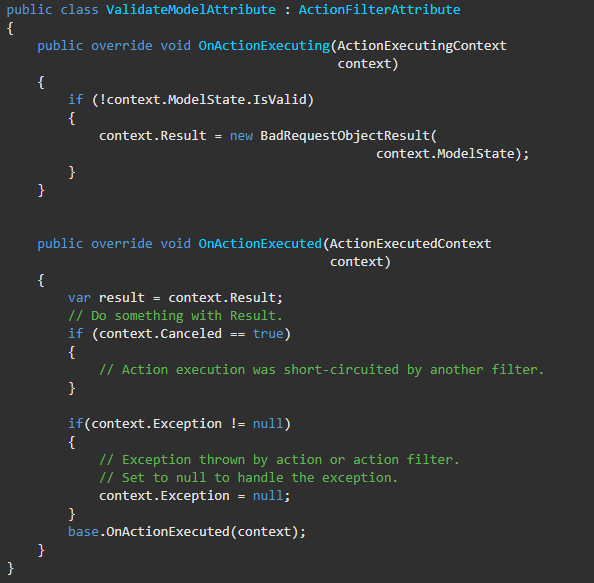 public class ValidateModelAttribute : ActionFilterAttribute
{
    public override void OnActionExecuting(ActionExecutingContext
                                           context)
    {
        if (!context.ModelState.IsValid)
        {
            context.Result = new BadRequestObjectResult(
                                                context.ModelState);
        }
    }


    public override void OnActionExecuted(ActionExecutedContext
                                          context)
    {
        var result = context.Result;
        // Do something with Result.
        if (context.Canceled == true)
        {
            // Action execution was short-circuited by another filter.
        }

        if(context.Exception != null)
        {
            // Exception thrown by action or action filter.
            // Set to null to handle the exception.
            context.Exception = null;
        }
        base.OnActionExecuted(context);
    }
}